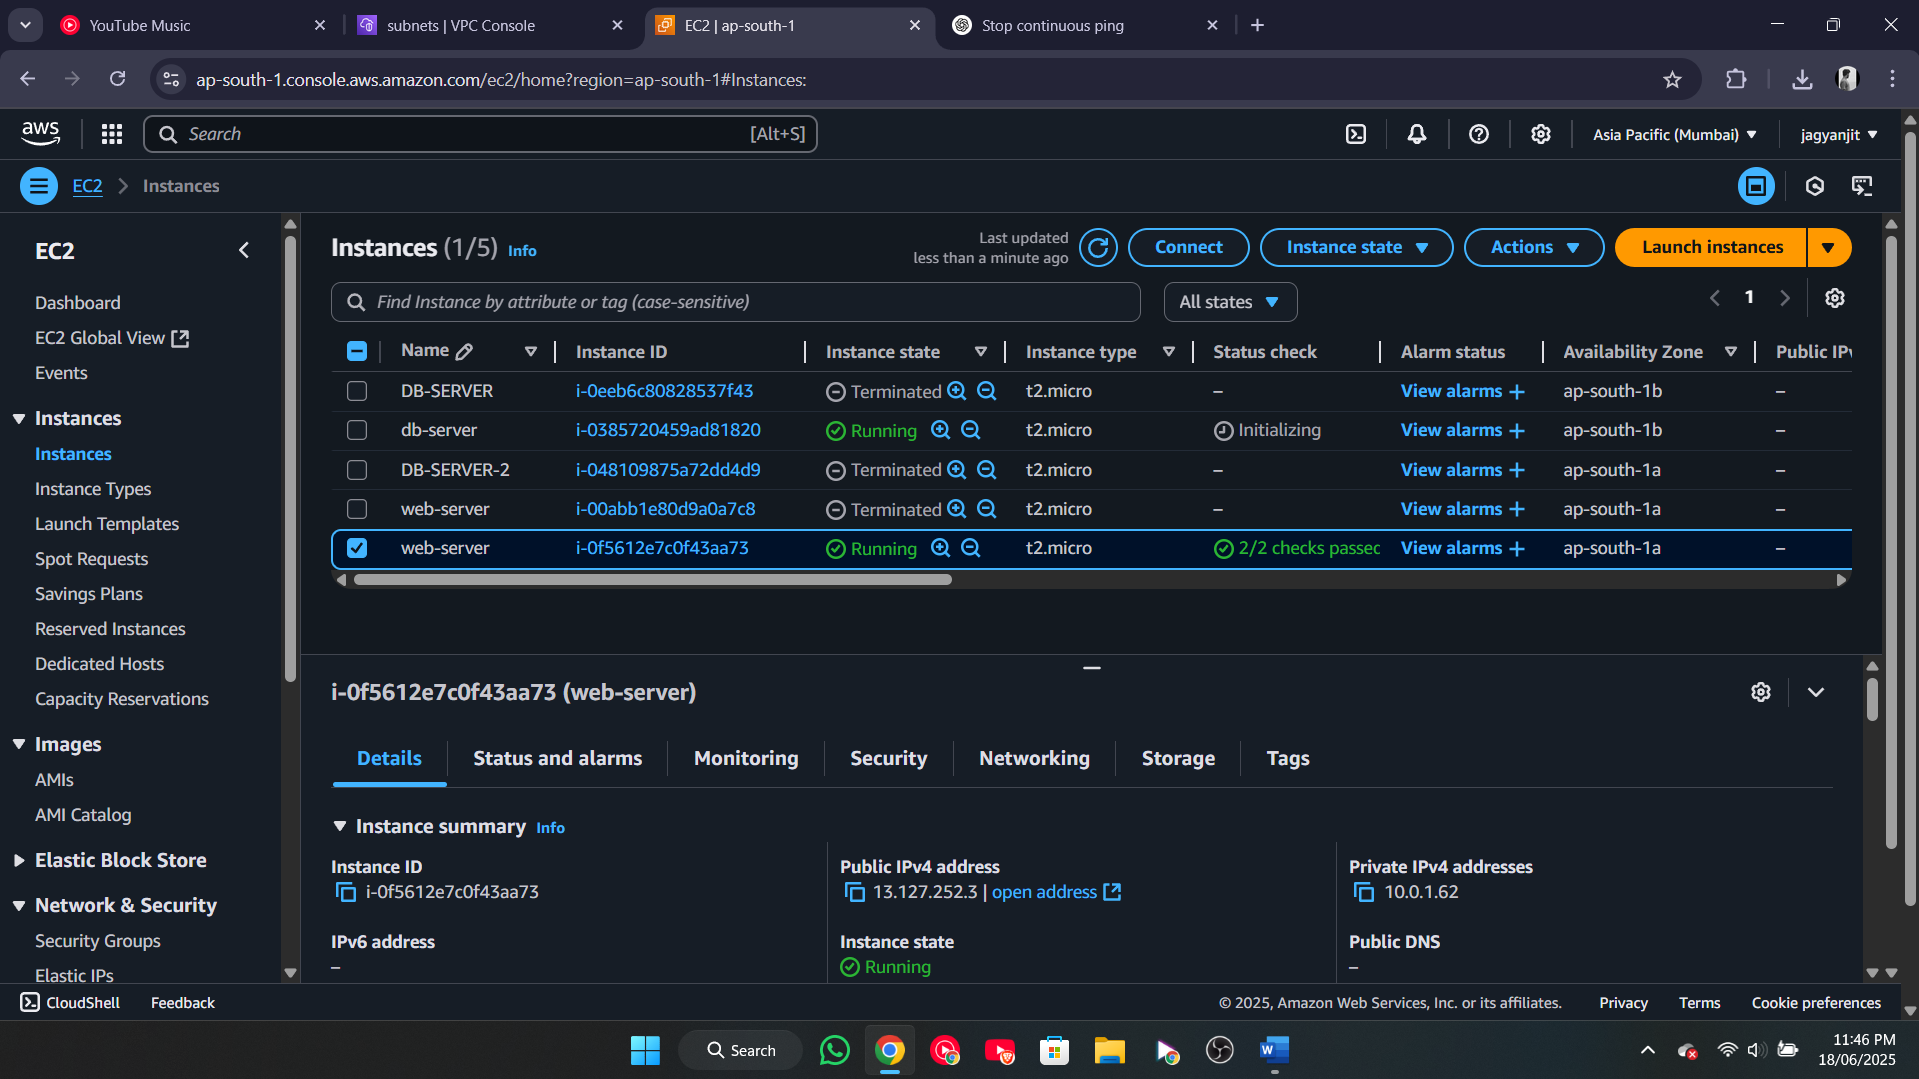 YouTube Music
subnets | VPC Console
EC2 | ap-south-1
Stop continuous ping
ap-south-1.console.aws.amazon.com/ec2/home?region=ap-south-1#Instances:
aws
Search
[Alt+S]
Asia Pacific (Mumbai)
jagyanjit
EC2
Instances
EC2
Dashboard
EC2 Global View
Events
Instances
Instances
Instance Types
Launch Templates
Spot Requests
Savings Plans
Reserved Instances
Dedicated Hosts
Capacity Reservations
Images
AMIs
AMI Catalog
Elastic Block Store
Network & Security
Security Groups
Elastic IPs
Instances (1/5) Info
Last updated
less than a minute ago
Connect
Instance state
Actions
Launch instances
Find Instance by attribute or tag (case-sensitive)
All states
1
Name Instance ID Instance state Instance type Status check Alarm status Availability Zone Public IPv
DB-SERVER i-0eeb6c80828537f43 Terminated t2.micro – View alarms + ap-south-1b –
db-server i-0385720459ad81820 Running t2.micro Initializing View alarms + ap-south-1b –
DB-SERVER-2 i-048109875a72dd4d9 Terminated t2.micro – View alarms + ap-south-1a –
web-server i-00abb1e80d9a0a7c8 Terminated t2.micro – View alarms + ap-south-1a –
web-server i-0f5612e7c0f43aa73 Running t2.micro 2/2 checks passec View alarms + ap-south-1a –
i-0f5612e7c0f43aa73 (web-server)
Details
Status and alarms
Monitoring
Security
Networking
Storage
Tags
Instance summary Info
Instance ID
i-0f5612e7c0f43aa73
Public IPv4 address
13.127.252.3 | open address
Private IPv4 addresses
10.0.1.62
IPv6 address
–
Instance state
Running
Public DNS
–
CloudShell
Feedback
© 2025, Amazon Web Services, Inc. or its affiliates.
Privacy
Terms
Cookie preferences
Search
11:46 PM
18/06/2025